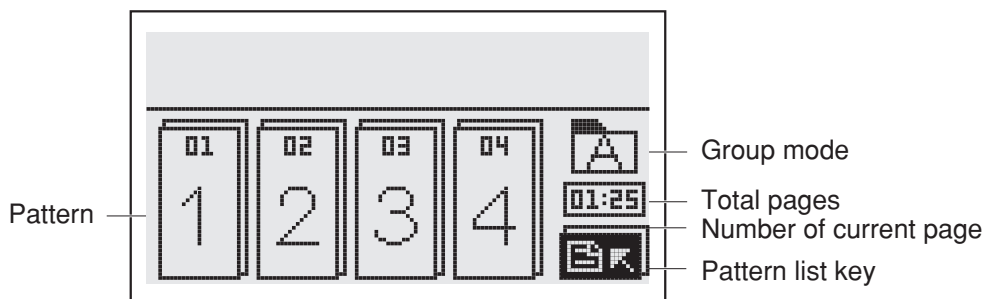 01 02 03 04
A
Group mode
1 2 3 4
01:25
Total pages
Pattern
Number of current page
Pattern list key